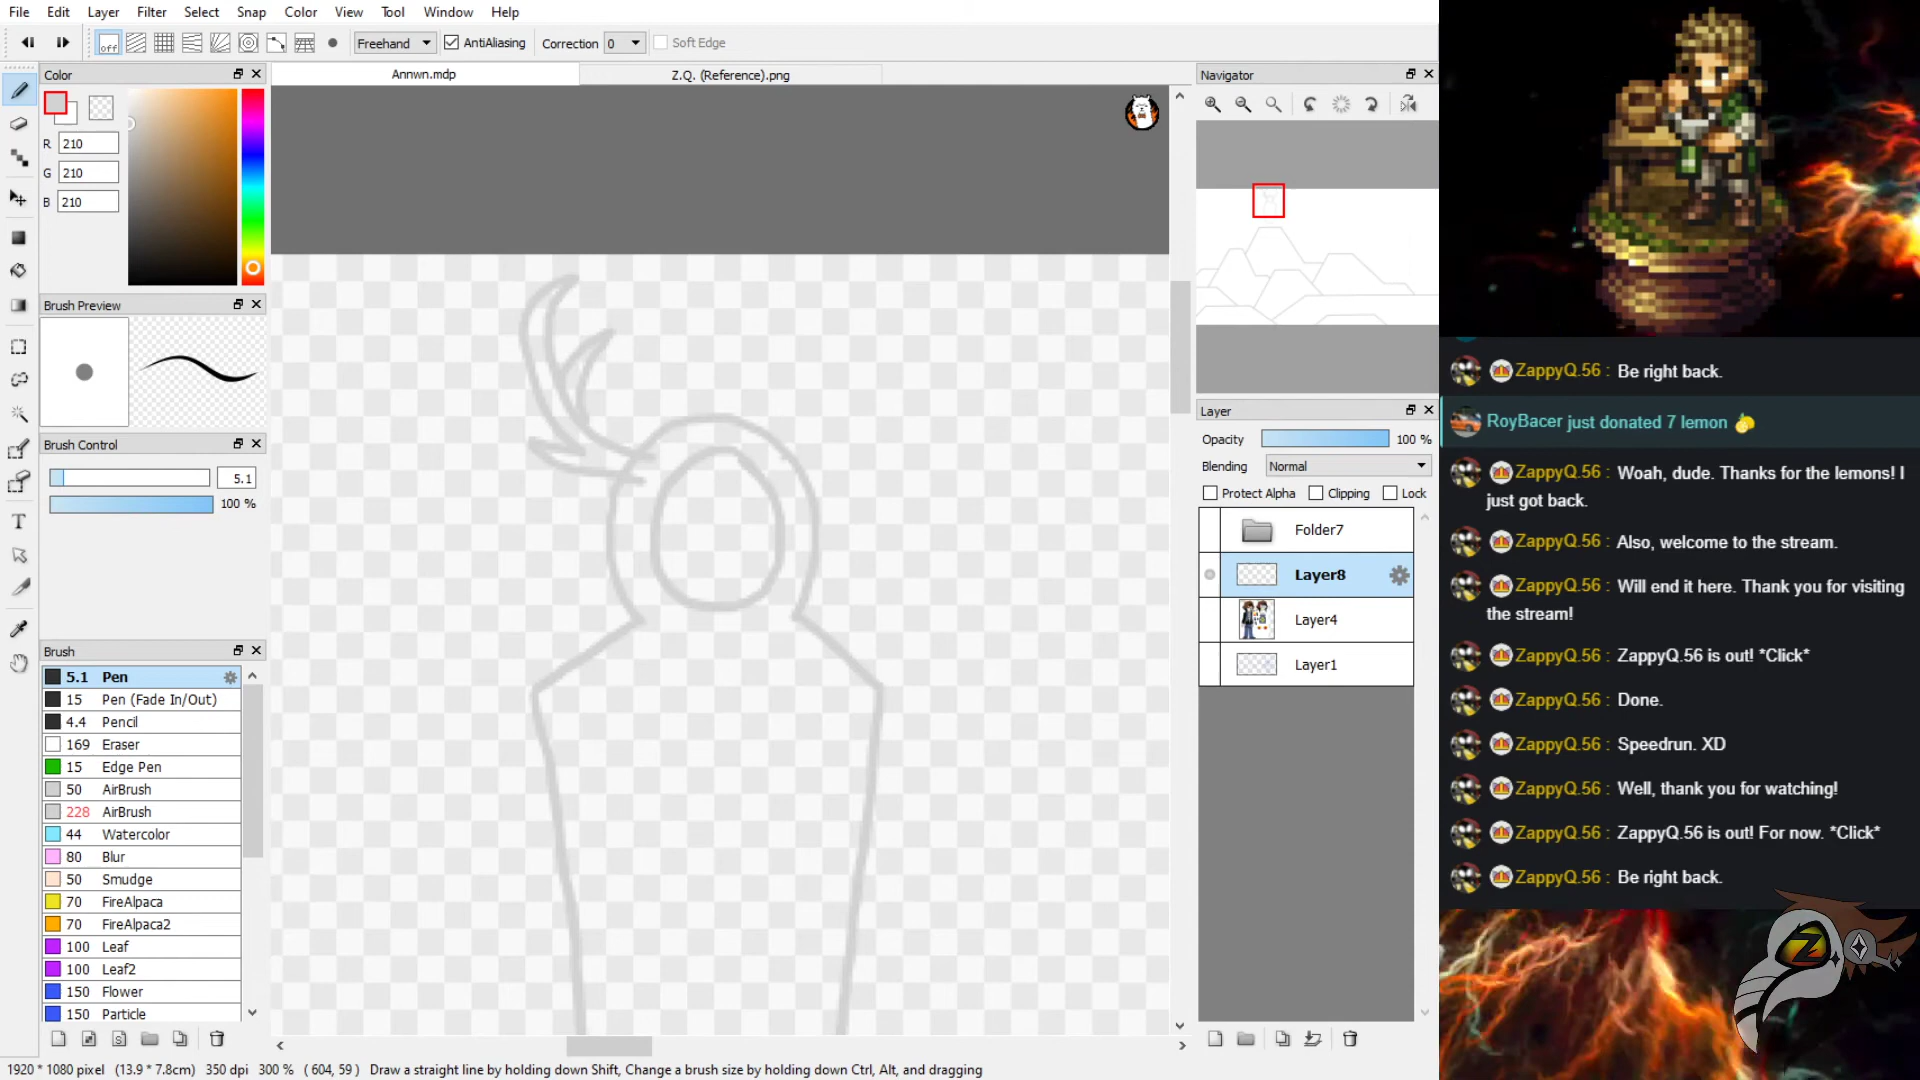 File Edit Layer Filter Select Snap Color View Tool Window Help
off Freehand AntiAliasing Correction 0 Soft Edge
Color
R 210
G 210
B 210
Brush Preview
Brush Control
5.1
100 %
Brush
5.1 Pen
15 Pen (Fade In/Out)
4.4 Pencil
169 Eraser
15 Edge Pen
50 AirBrush
228 AirBrush
44 Watercolor
80 Blur
50 Smudge
70 FireAlpaca
70 FireAlpaca2
100 Leaf
100 Leaf2
150 Flower
150 Particle
Annwn.mdp
Z.Q. (Reference).png
Navigator
Layer
Opacity 100 %
Blending Normal
Protect Alpha Clipping Lock
Folder7
Layer8
Layer4
Layer1
1920 * 1080 pixel (13.9 * 7.8cm) 350 dpi 300 % ( 604, 59 ) Draw a straight line by holding down Shift, Change a brush size by holding down Ctrl, Alt, and dragging
ZappyQ.56 : Be right back.
RoyBacer just donated 7 lemon
ZappyQ.56 : Woah, dude. Thanks for the lemons! I
just got back.
ZappyQ.56 : Also, welcome to the stream.
ZappyQ.56 : Will end it here. Thank you for visiting
the stream!
ZappyQ.56 : ZappyQ.56 is out! *Click*
ZappyQ.56 : Done.
ZappyQ.56 : Speedrun. XD
ZappyQ.56 : Well, thank you for watching!
ZappyQ.56 : ZappyQ.56 is out! For now. *Click*
ZappyQ.56 : Be right back.
Z